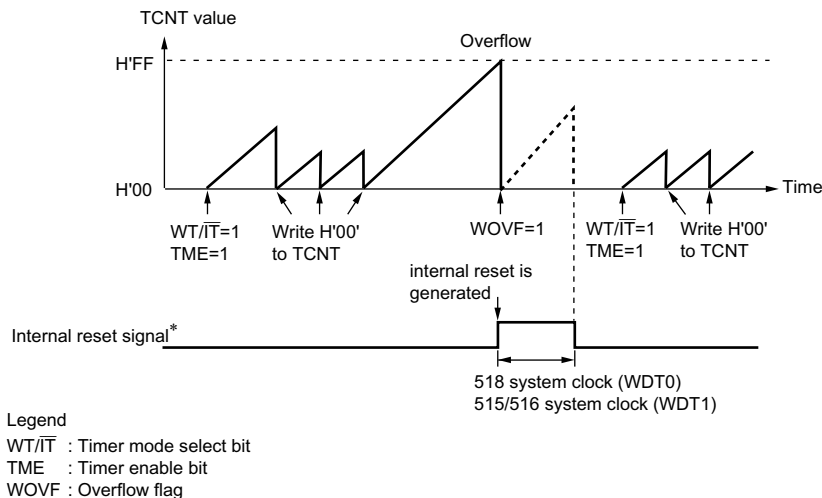 TCNT value
Overflow
H'FF
H'00
Time
WT/IT=1
TME=1
Write H'00'
to TCNT
WOVF=1
WT/IT=1
TME=1
Write H'00'
to TCNT
internal reset is
generated
Internal reset signal*
518 system clock (WDT0)
515/516 system clock (WDT1)
Legend
WT/IT : Timer mode select bit
TME : Timer enable bit
WOVF : Overflow flag